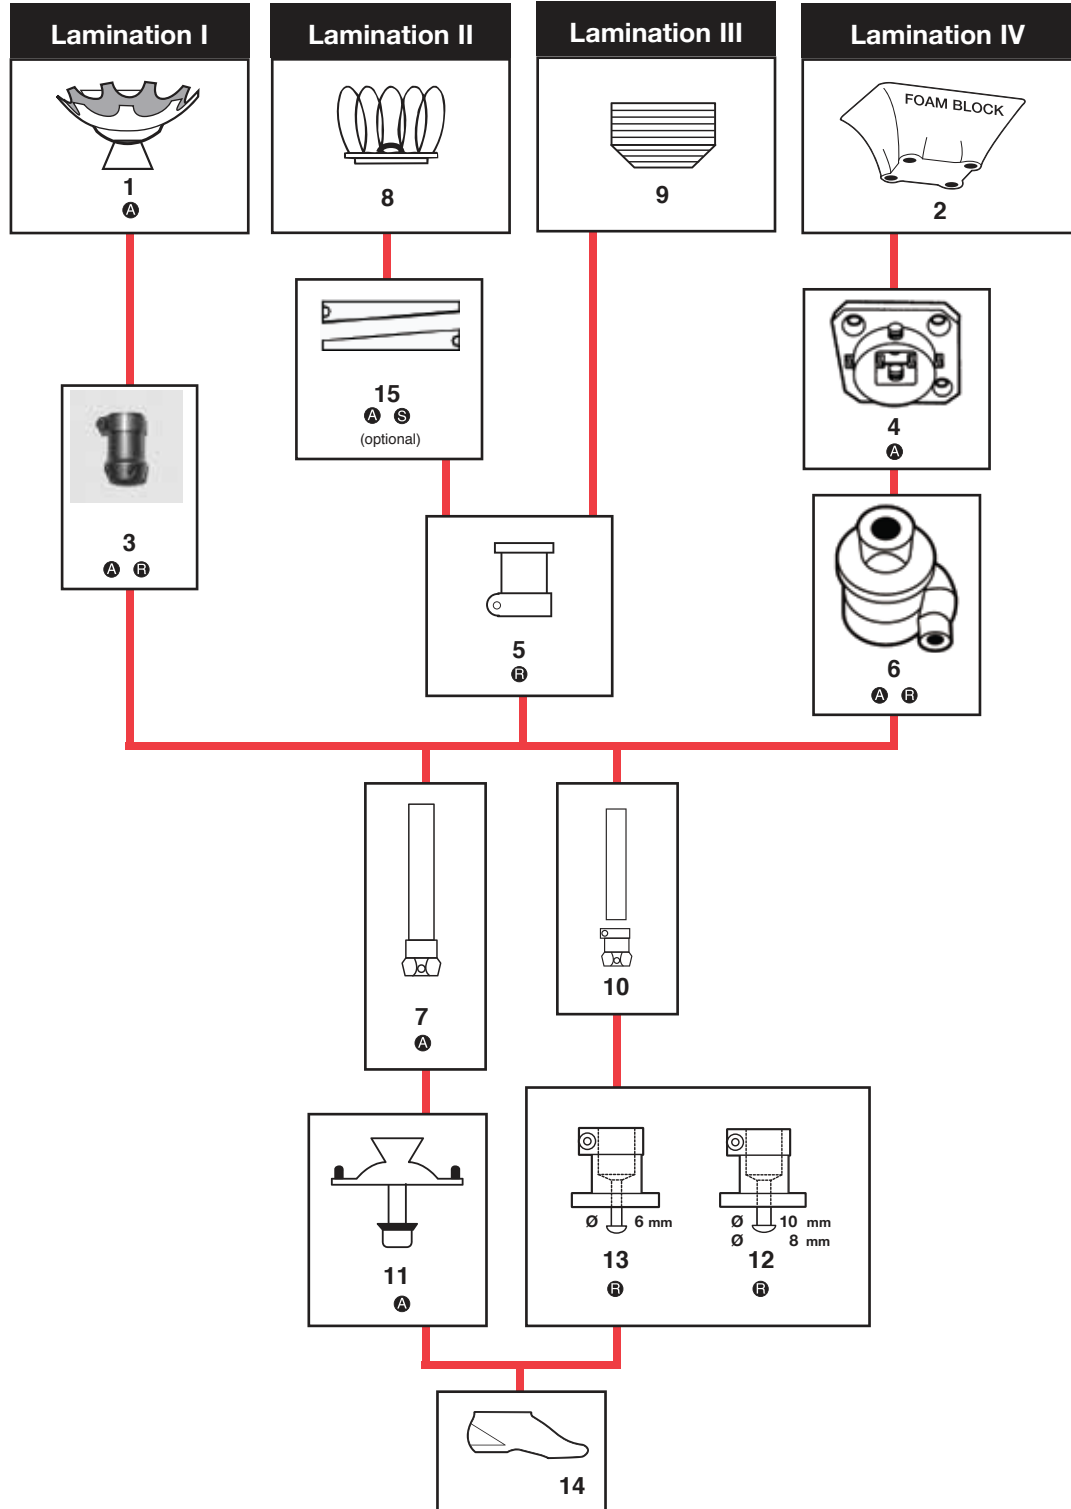 Lamination I
Lamination II
Lamination III
Lamination IV
1
A
8
9
FOAM BLOCK
2
15
A S
(optional)
4
A
3
A R
5
R
6
A R
7
A
10
11
A
Ø 6 mm
13
R
Ø 10 mm
Ø 8 mm
12
R
14